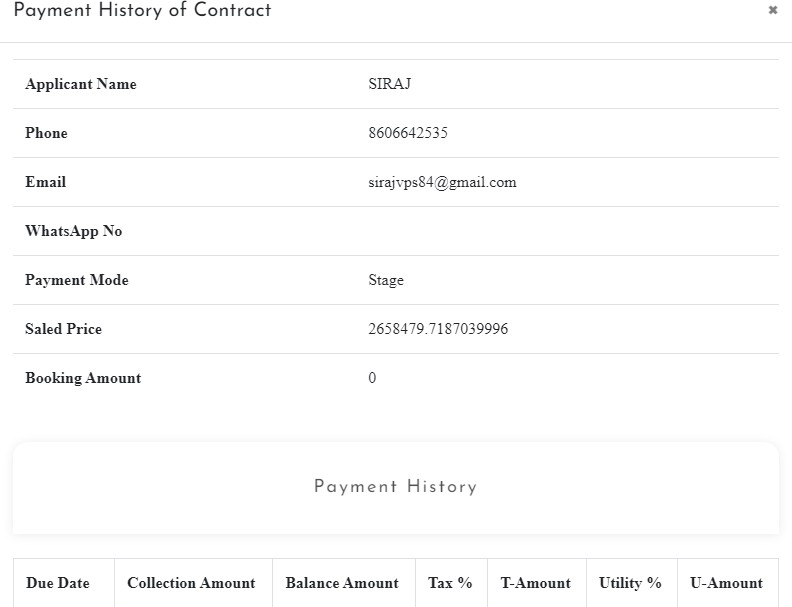 Payment History of Contract
Applicant Name SIRAJ
Phone 8606642535
Email sirajvps84@gmail.com
WhatsApp No
Payment Mode Stage
Saled Price 2658479.7187039996
Booking Amount 0
Payment History
Due Date Collection Amount Balance Amount Tax % T-Amount Utility % U-Amount